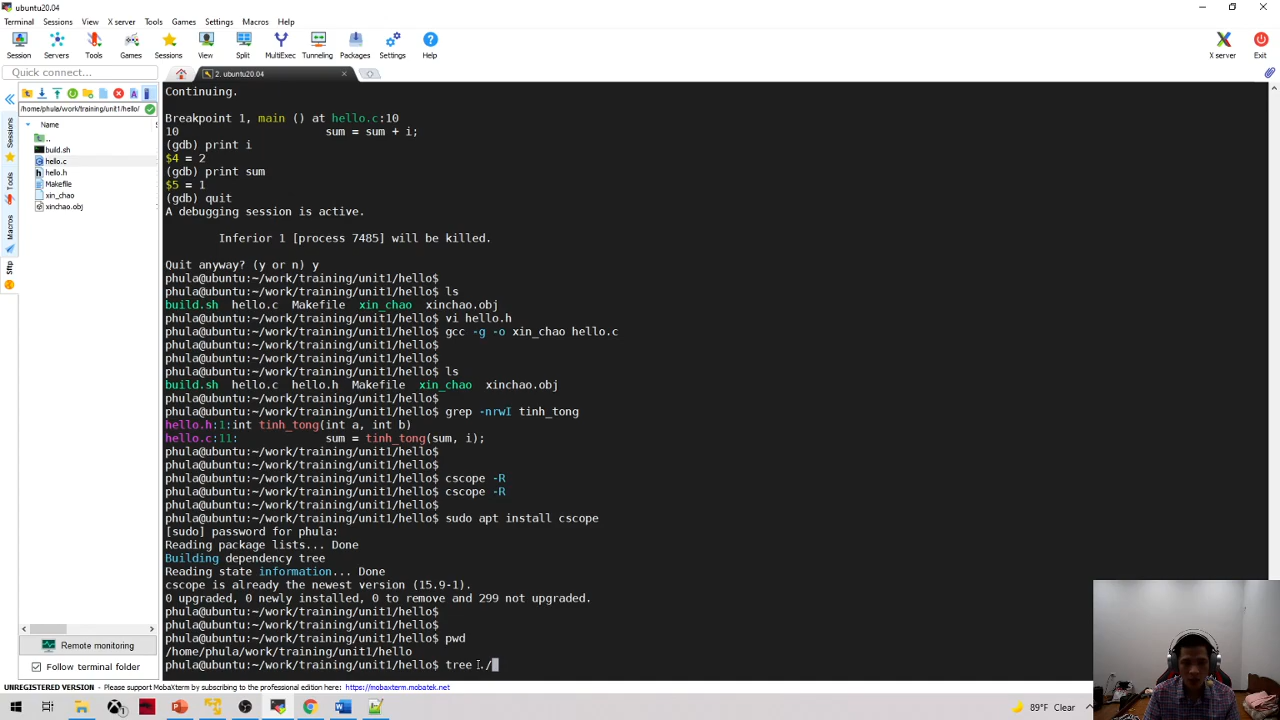 ubuntu20.04
Terminal Sessions View X server Tools Games Settings Macros Help
Session Servers Tools Games Sessions View Split MultiExec Tunneling Packages Settings Help X server Exit
Quick connect...
2. ubuntu20.04
/home/phula/work/training/unit1/hello/
Name
..
build.sh
hello.c
hello.h
Makefile
xin_chao
xinchao.obj
Sessions
Tools
Macros
Sftp
Continuing.
Breakpoint 1, main () at hello.c:10
10 sum = sum + i;
(gdb) print i
$4 = 2
(gdb) print sum
$5 = 1
(gdb) quit
A debugging session is active.
Inferior 1 [process 7485] will be killed.
Quit anyway? (y or n) y
phula@ubuntu:~/work/training/unit1/hello$
phula@ubuntu:~/work/training/unit1/hello$ ls
build.sh hello.c Makefile xin_chao xinchao.obj
phula@ubuntu:~/work/training/unit1/hello$ vi hello.h
phula@ubuntu:~/work/training/unit1/hello$ gcc -g -o xin_chao hello.c
phula@ubuntu:~/work/training/unit1/hello$
phula@ubuntu:~/work/training/unit1/hello$
phula@ubuntu:~/work/training/unit1/hello$ ls
build.sh hello.c hello.h Makefile xin_chao xinchao.obj
phula@ubuntu:~/work/training/unit1/hello$
phula@ubuntu:~/work/training/unit1/hello$ grep -nrwI tinh_tong
hello.h:1:int tinh_tong(int a, int b)
hello.c:11: sum = tinh_tong(sum, i);
phula@ubuntu:~/work/training/unit1/hello$
phula@ubuntu:~/work/training/unit1/hello$
phula@ubuntu:~/work/training/unit1/hello$ cscope -R
phula@ubuntu:~/work/training/unit1/hello$ cscope -R
phula@ubuntu:~/work/training/unit1/hello$
phula@ubuntu:~/work/training/unit1/hello$ sudo apt install cscope
[sudo] password for phula:
Reading package lists... Done
Building dependency tree
Reading state information... Done
cscope is already the newest version (15.9-1).
0 upgraded, 0 newly installed, 0 to remove and 299 not upgraded.
phula@ubuntu:~/work/training/unit1/hello$
phula@ubuntu:~/work/training/unit1/hello$
phula@ubuntu:~/work/training/unit1/hello$ pwd
/home/phula/work/training/unit1/hello
phula@ubuntu:~/work/training/unit1/hello$ tree ./
Remote monitoring
Follow terminal folder
UNREGISTERED VERSION - Please support MobaXterm by subscribing to the professional edition here: https://mobaxterm.mobatek.net
89°F Clear